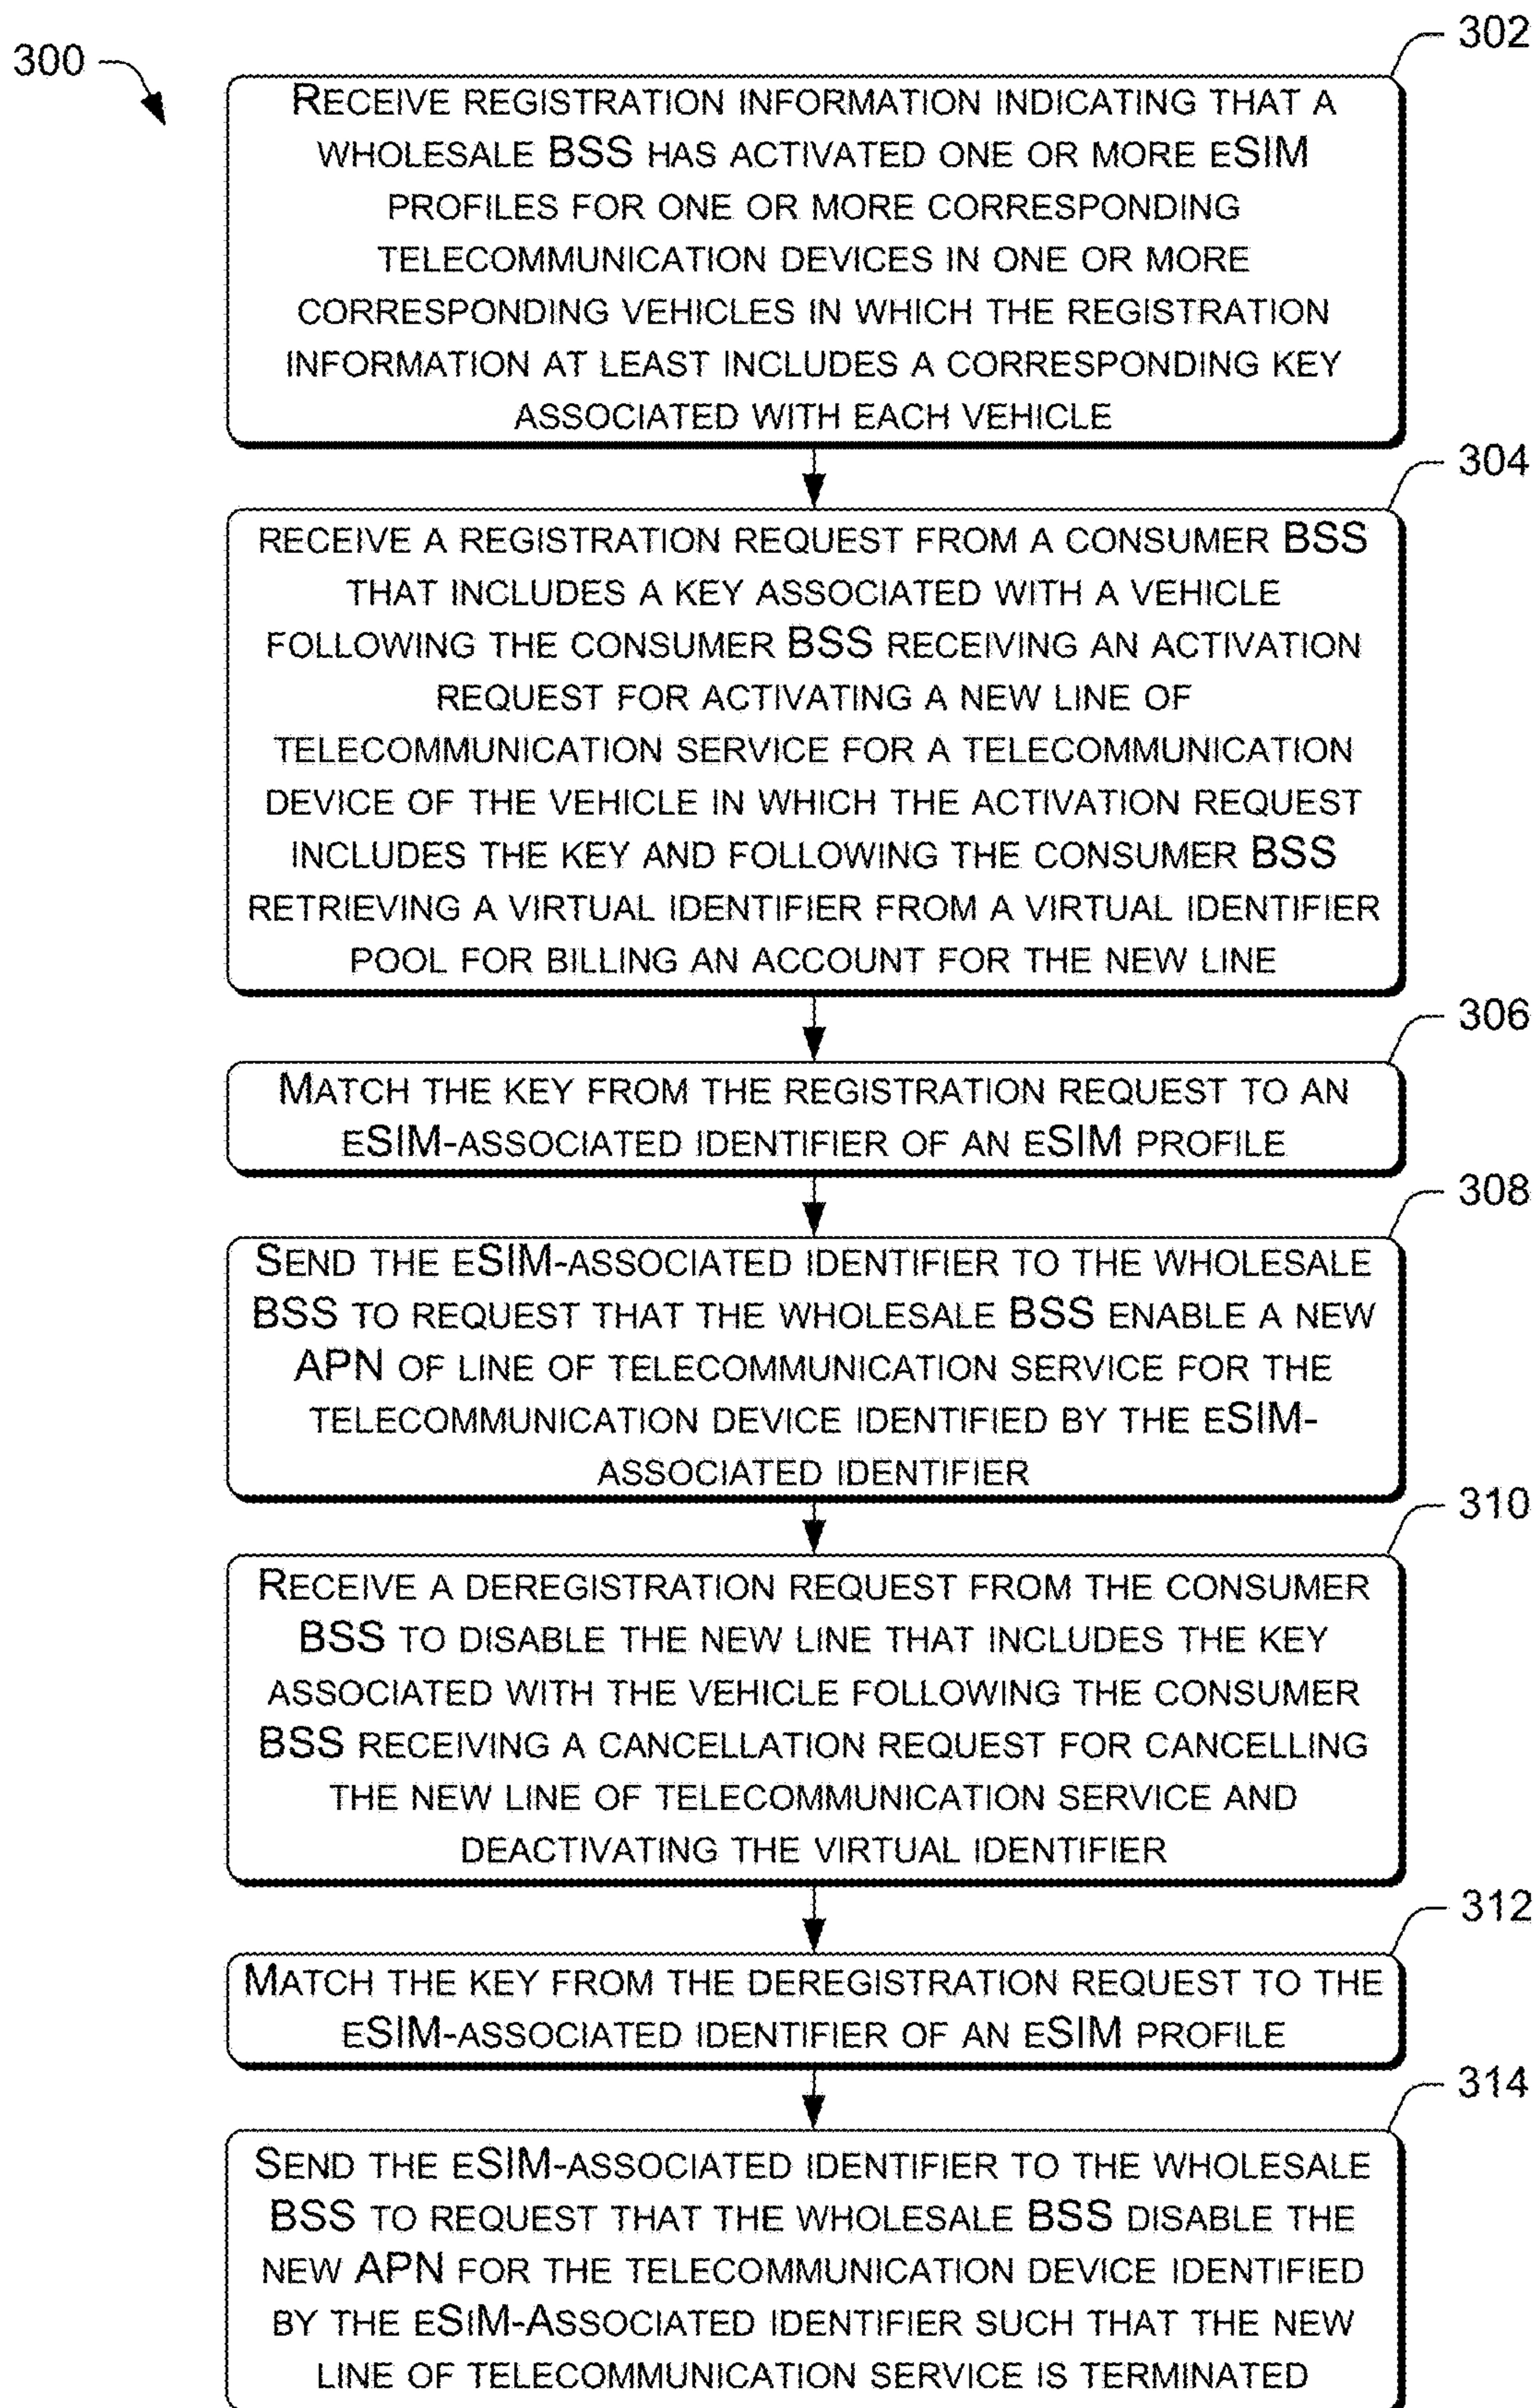 300
302
RECEIVE REGISTRATION INFORMATION INDICATING THAT A
WHOLESALE BSS HAS ACTIVATED ONE OR MORE ESIM
PROFILES FOR ONE OR MORE CORRESPONDING
TELECOMMUNICATION DEVICES IN ONE OR MORE
CORRESPONDING VEHICLES IN WHICH THE REGISTRATION
INFORMATION AT LEAST INCLUDES A CORRESPONDING KEY
ASSOCIATED WITH EACH VEHICLE
304
RECEIVE A REGISTRATION REQUEST FROM A CONSUMER BSS
THAT INCLUDES A KEY ASSOCIATED WITH A VEHICLE
FOLLOWING THE CONSUMER BSS RECEIVING AN ACTIVATION
REQUEST FOR ACTIVATING A NEW LINE OF
TELECOMMUNICATION SERVICE FOR A TELECOMMUNICATION
DEVICE OF THE VEHICLE IN WHICH THE ACTIVATION REQUEST
INCLUDES THE KEY AND FOLLOWING THE CONSUMER BSS
RETRIEVING A VIRTUAL IDENTIFIER FROM A VIRTUAL IDENTIFIER
POOL FOR BILLING AN ACCOUNT FOR THE NEW LINE
306
MATCH THE KEY FROM THE REGISTRATION REQUEST TO AN
ESIM-ASSOCIATED IDENTIFIER OF AN ESIM PROFILE
308
SEND THE ESIM-ASSOCIATED IDENTIFIER TO THE WHOLESALE
BSS TO REQUEST THAT THE WHOLESALE BSS ENABLE A NEW
APN OF LINE OF TELECOMMUNICATION SERVICE FOR THE
TELECOMMUNICATION DEVICE IDENTIFIED BY THE ESIM-
ASSOCIATED IDENTIFIER
310
RECEIVE A DEREGISTRATION REQUEST FROM THE CONSUMER
BSS TO DISABLE THE NEW LINE THAT INCLUDES THE KEY
ASSOCIATED WITH THE VEHICLE FOLLOWING THE CONSUMER
BSS RECEIVING A CANCELLATION REQUEST FOR CANCELLING
THE NEW LINE OF TELECOMMUNICATION SERVICE AND
DEACTIVATING THE VIRTUAL IDENTIFIER
312
MATCH THE KEY FROM THE DEREGISTRATION REQUEST TO THE
ESIM-ASSOCIATED IDENTIFIER OF AN ESIM PROFILE
314
SEND THE ESIM-ASSOCIATED IDENTIFIER TO THE WHOLESALE
BSS TO REQUEST THAT THE WHOLESALE BSS DISABLE THE
NEW APN FOR THE TELECOMMUNICATION DEVICE IDENTIFIED
BY THE ESIM-ASSOCIATED IDENTIFIER SUCH THAT THE NEW
LINE OF TELECOMMUNICATION SERVICE IS TERMINATED